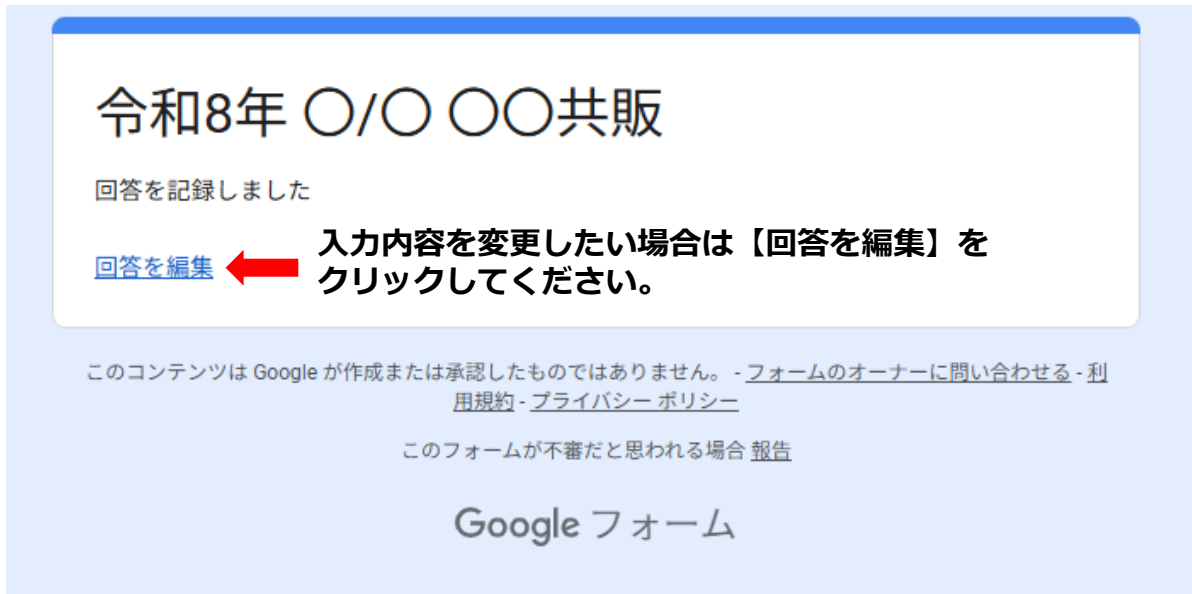 令和8年 〇/〇 〇〇共販
回答を記録しました
入力内容を変更したい場合は【回答を編集】を
クリックしてください。
回答を編集
このコンテンツは Google が作成または承認したものではありません。 - フォームのオーナーに問い合わせる - 利
用規約 - プライバシー ポリシー
このフォームが不審だと思われる場合 報告
Google フォーム